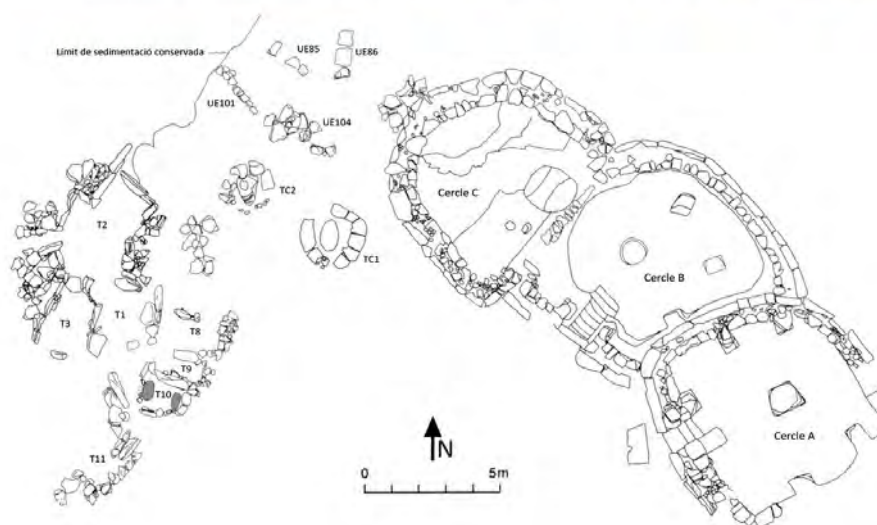 Límit de sedimentació conservada
UE85
UE86
UE101
UE104
TC2
TC1
Cercle C
Cercle B
Cercle A
T2
T3
T1
T8
T9
T10
T11
N
0
5m